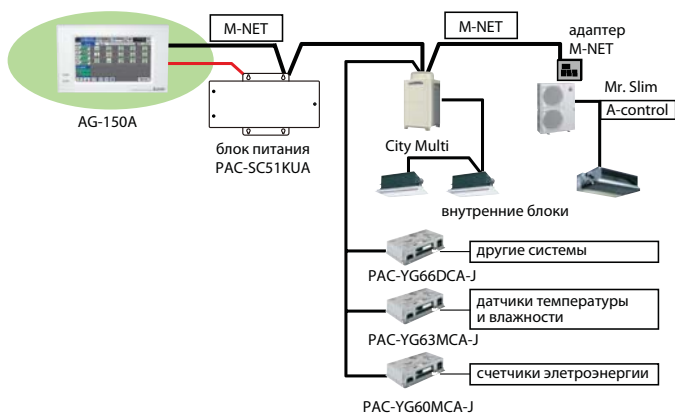 M-NET
M-NET
адаптер
M-NET
Mr. Slim
A-control
AG-150A
блок питания
PAC-SC51KUA
City Multi
внутренние блоки
другие системы
PAC-YG66DCA-J
датчики температуры
и влажности
PAC-YG63MCA-J
счетчики элетроэнергии
PAC-YG60MCA-J